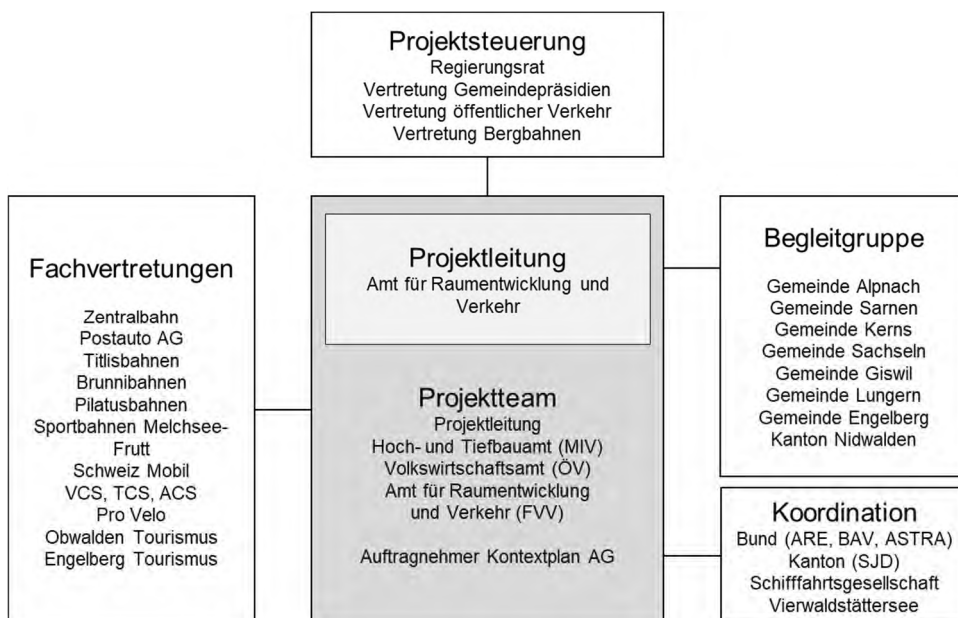 Projektsteuerung
Regierungsrat
Vertretung Gemeindepräsidien
Vertretung öffentlicher Verkehr
Vertretung Bergbahnen
Fachvertretungen
Zentralbahn
Postauto AG
Titlisbahnen
Brunnibahnen
Pilatusbahnen
Sportbahnen Melchsee-
Frutt
Schweiz Mobil
VCS, TCS, ACS
Pro Velo
Obwalden Tourismus
Engelberg Tourismus
Projektleitung
Amt für Raumentwicklung und
Verkehr
Projektteam
Projektleitung
Hoch- und Tiefbauamt (MIV)
Volkswirtschaftsamt (ÖV)
Amt für Raumentwicklung
und Verkehr (FVV)
Auftragnehmer Kontextplan AG
Begleitgruppe
Gemeinde Alpnach
Gemeinde Sarnen
Gemeinde Kerns
Gemeinde Sachseln
Gemeinde Giswil
Gemeinde Lungern
Gemeinde Engelberg
Kanton Nidwalden
Koordination
Bund (ARE, BAV, ASTRA)
Kanton (SJD)
Schifffahrtsgesellschaft
Vierwaldstättersee